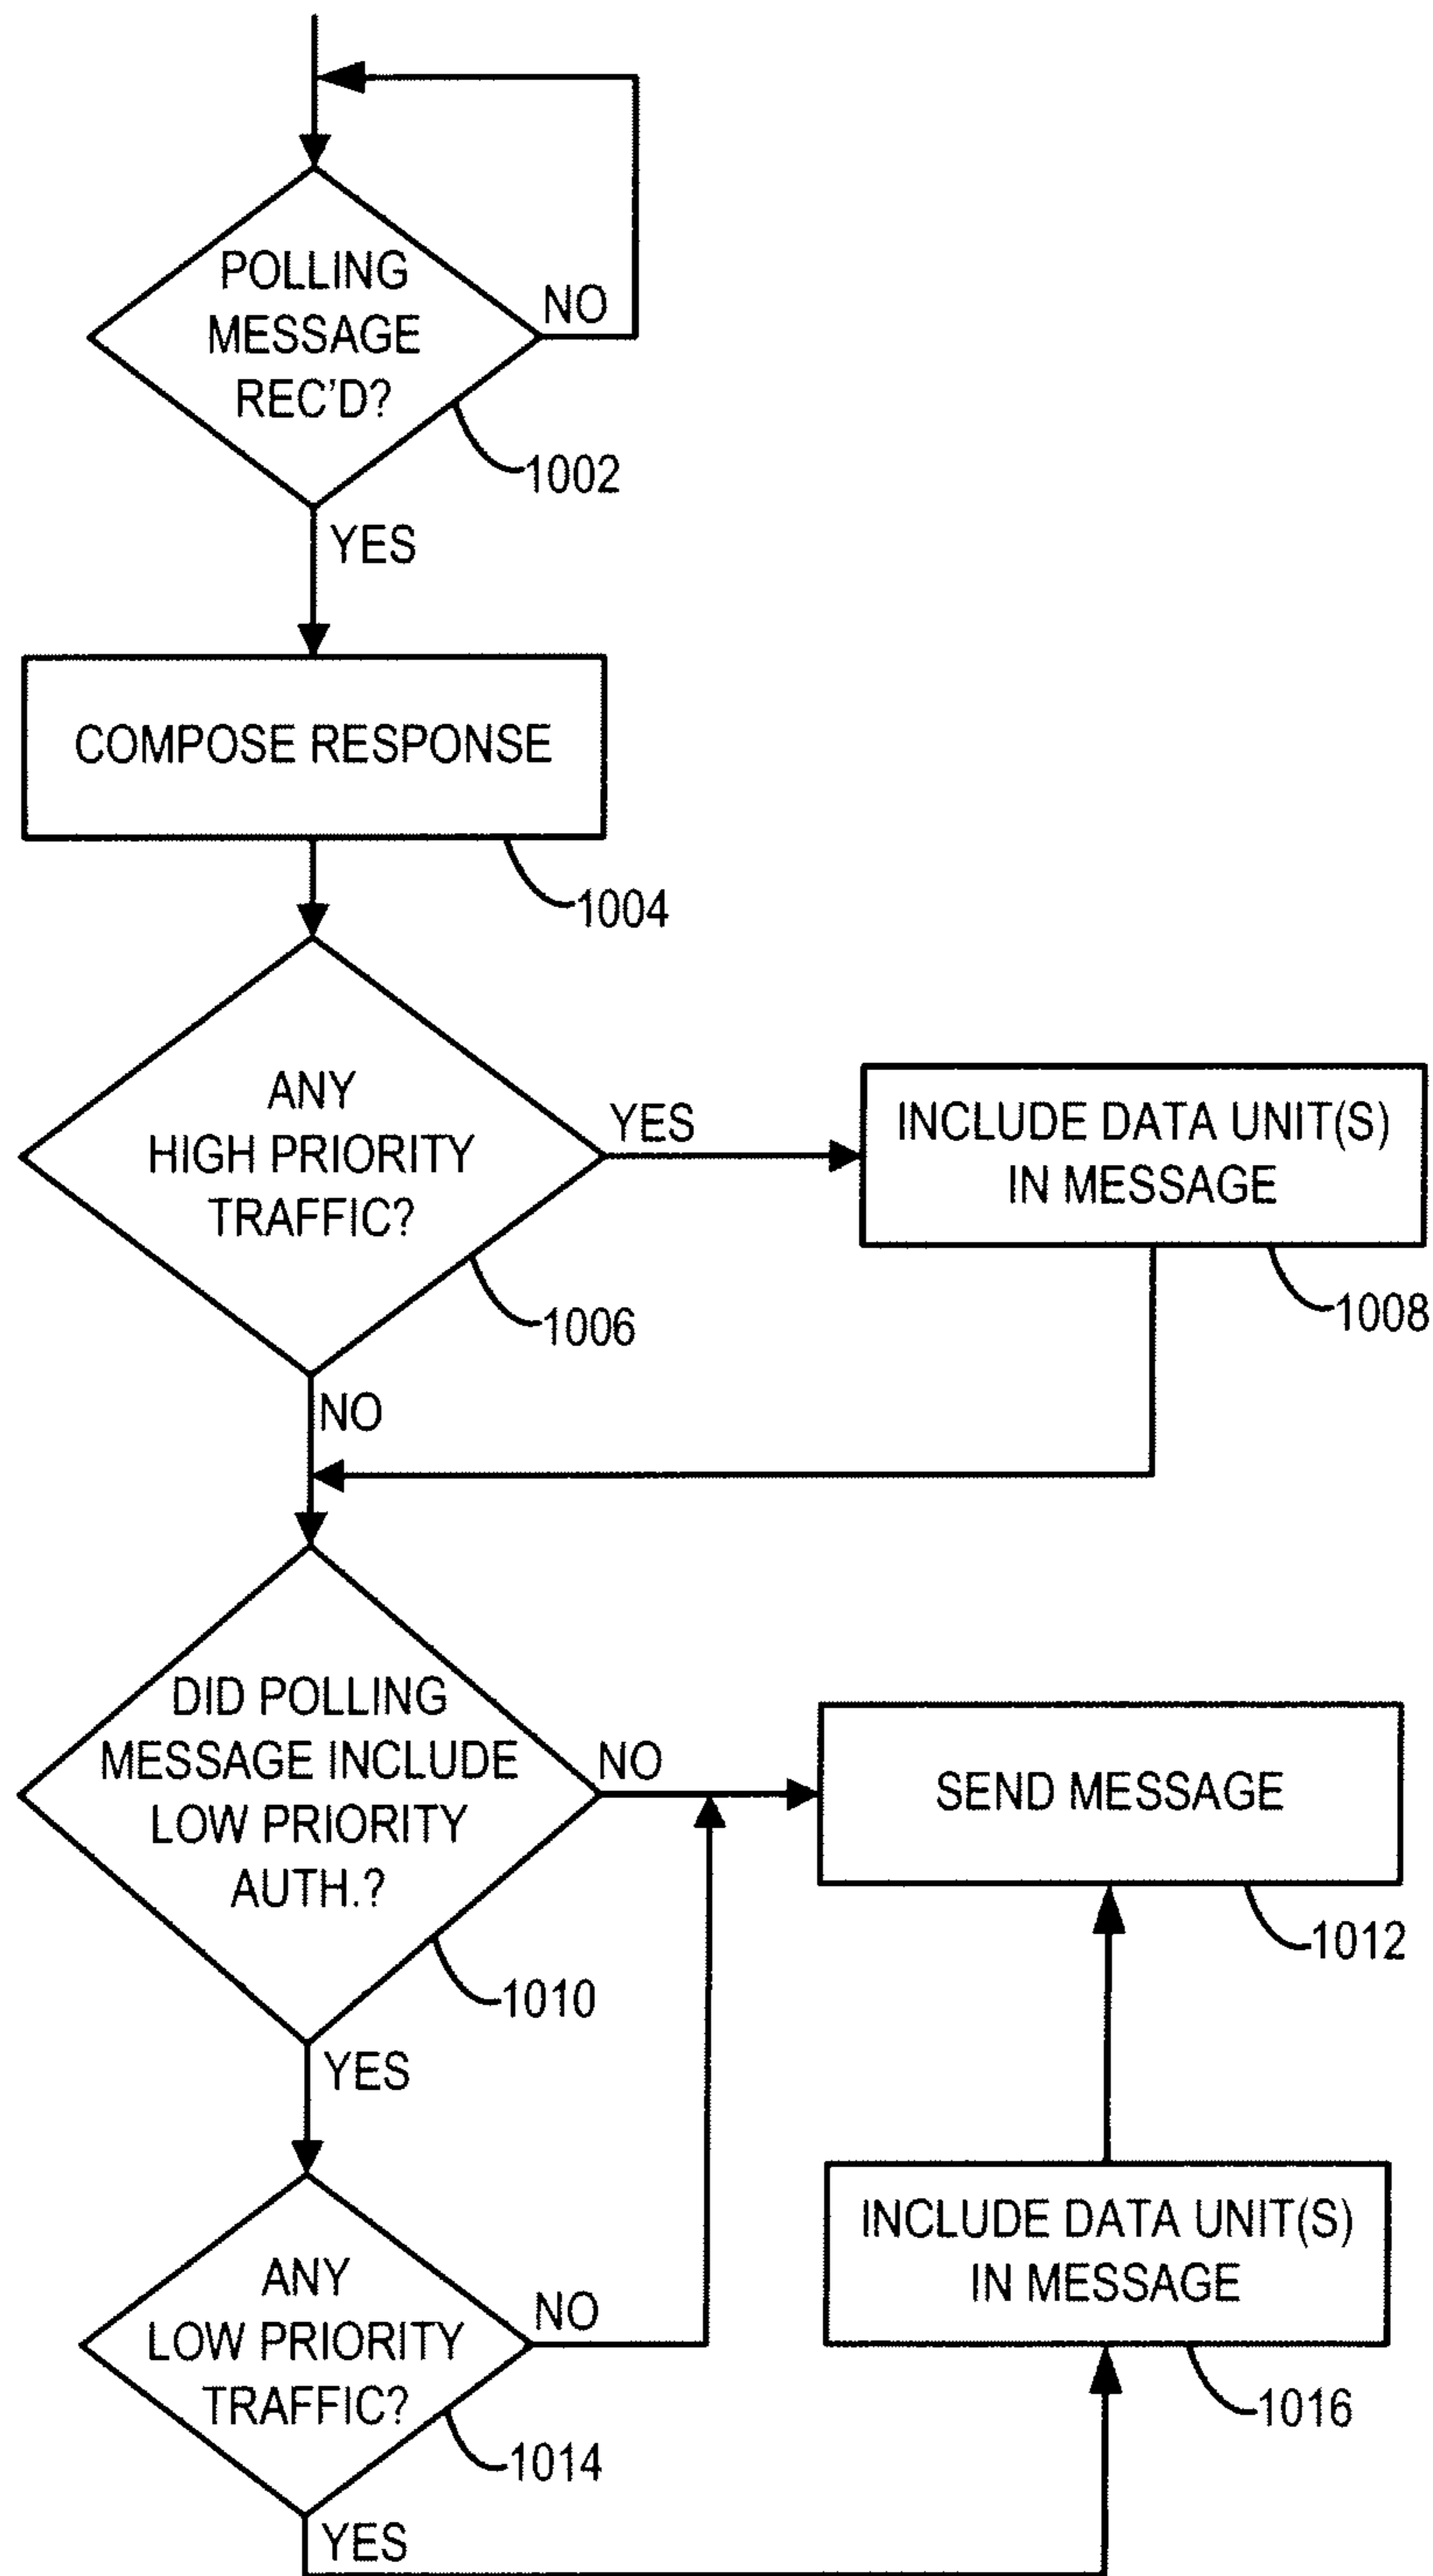 POLLING
MESSAGE
REC'D?
NO
1002
YES
COMPOSE RESPONSE
1004
ANY
HIGH PRIORITY
TRAFFIC?
YES
INCLUDE DATA UNIT(S)
IN MESSAGE
1006
1008
NO
DID POLLING
MESSAGE INCLUDE
LOW PRIORITY
AUTH.?
NO
SEND MESSAGE
1010
1012
YES
ANY
LOW PRIORITY
TRAFFIC?
NO
INCLUDE DATA UNIT(S)
IN MESSAGE
1014
1016
YES